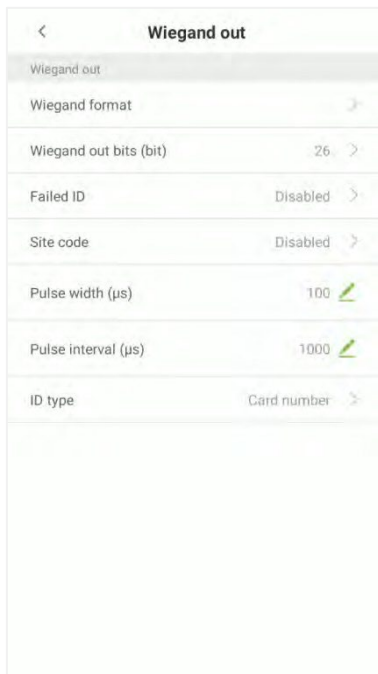 Wiegand out
Wiegand out
Wiegand format
Wiegand out bits (bit) 26
Failed ID Disabled
Site code Disabled
Pulse width (μs) 100
Pulse interval (μs) 1000
ID type Card number